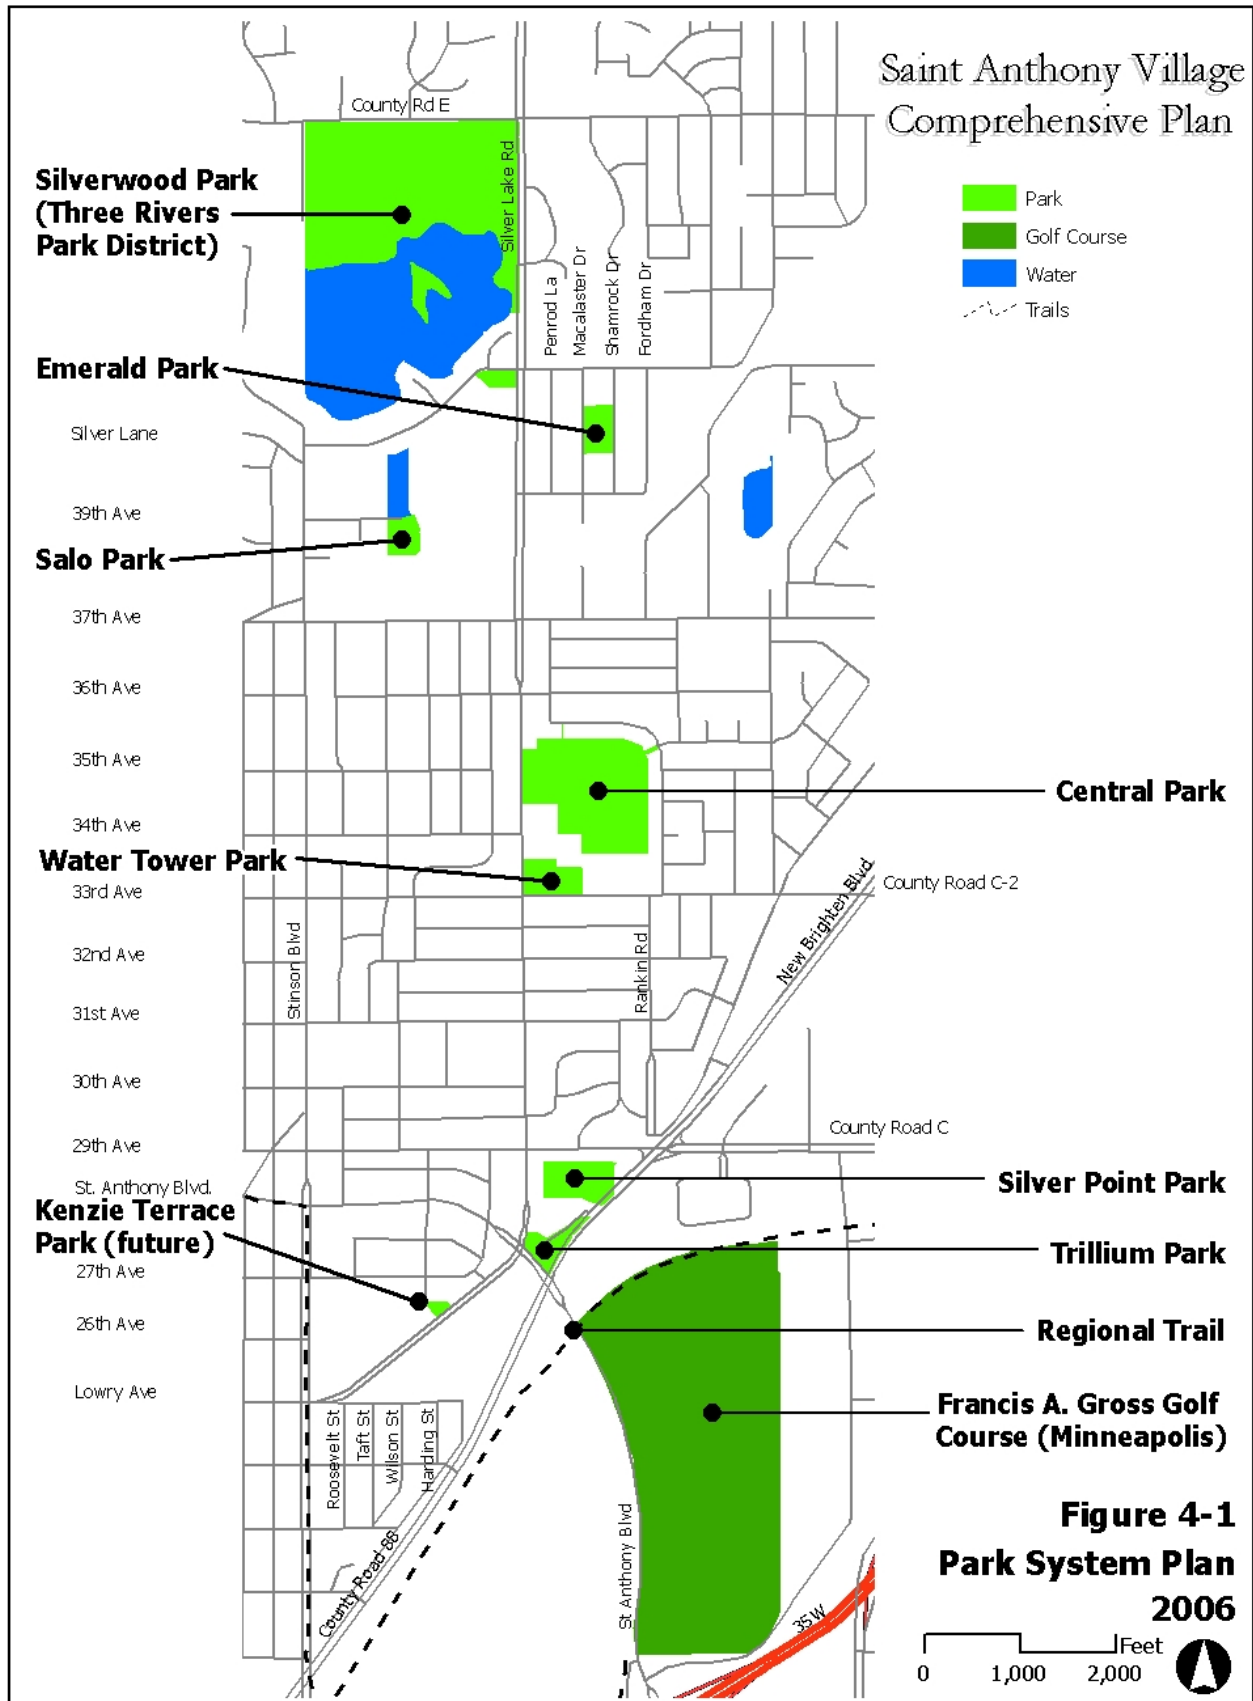 Saint Anthony Village
Comprehensive Plan
Park
Golf Course
Water
Trails
County Rd E
Silverwood Park
(Three Rivers
Park District)
Silver Lake Rd
Penrod La
Macalaster Dr
Shamrock Dr
Fordham Dr
Emerald Park
Silver Lane
39th Ave
Salo Park
37th Ave
36th Ave
35th Ave
Central Park
34th Ave
Water Tower Park
33rd Ave
County Road C-2
New Brighten Blvd
Stinson Blvd
Rankin Rd
32nd Ave
31st Ave
30th Ave
29th Ave
County Road C
St. Anthony Blvd.
Silver Point Park
Kenzie Terrace
Park (future)
Trillium Park
27th Ave
26th Ave
Regional Trail
Lowry Ave
Roosevelt St
Taft St
Wilson St
Harding St
Francis A. Gross Golf
Course (Minneapolis)
County Road 88
St Anthony Blvd
35W
Figure 4-1
Park System Plan
2006
Feet
0 1,000 2,000